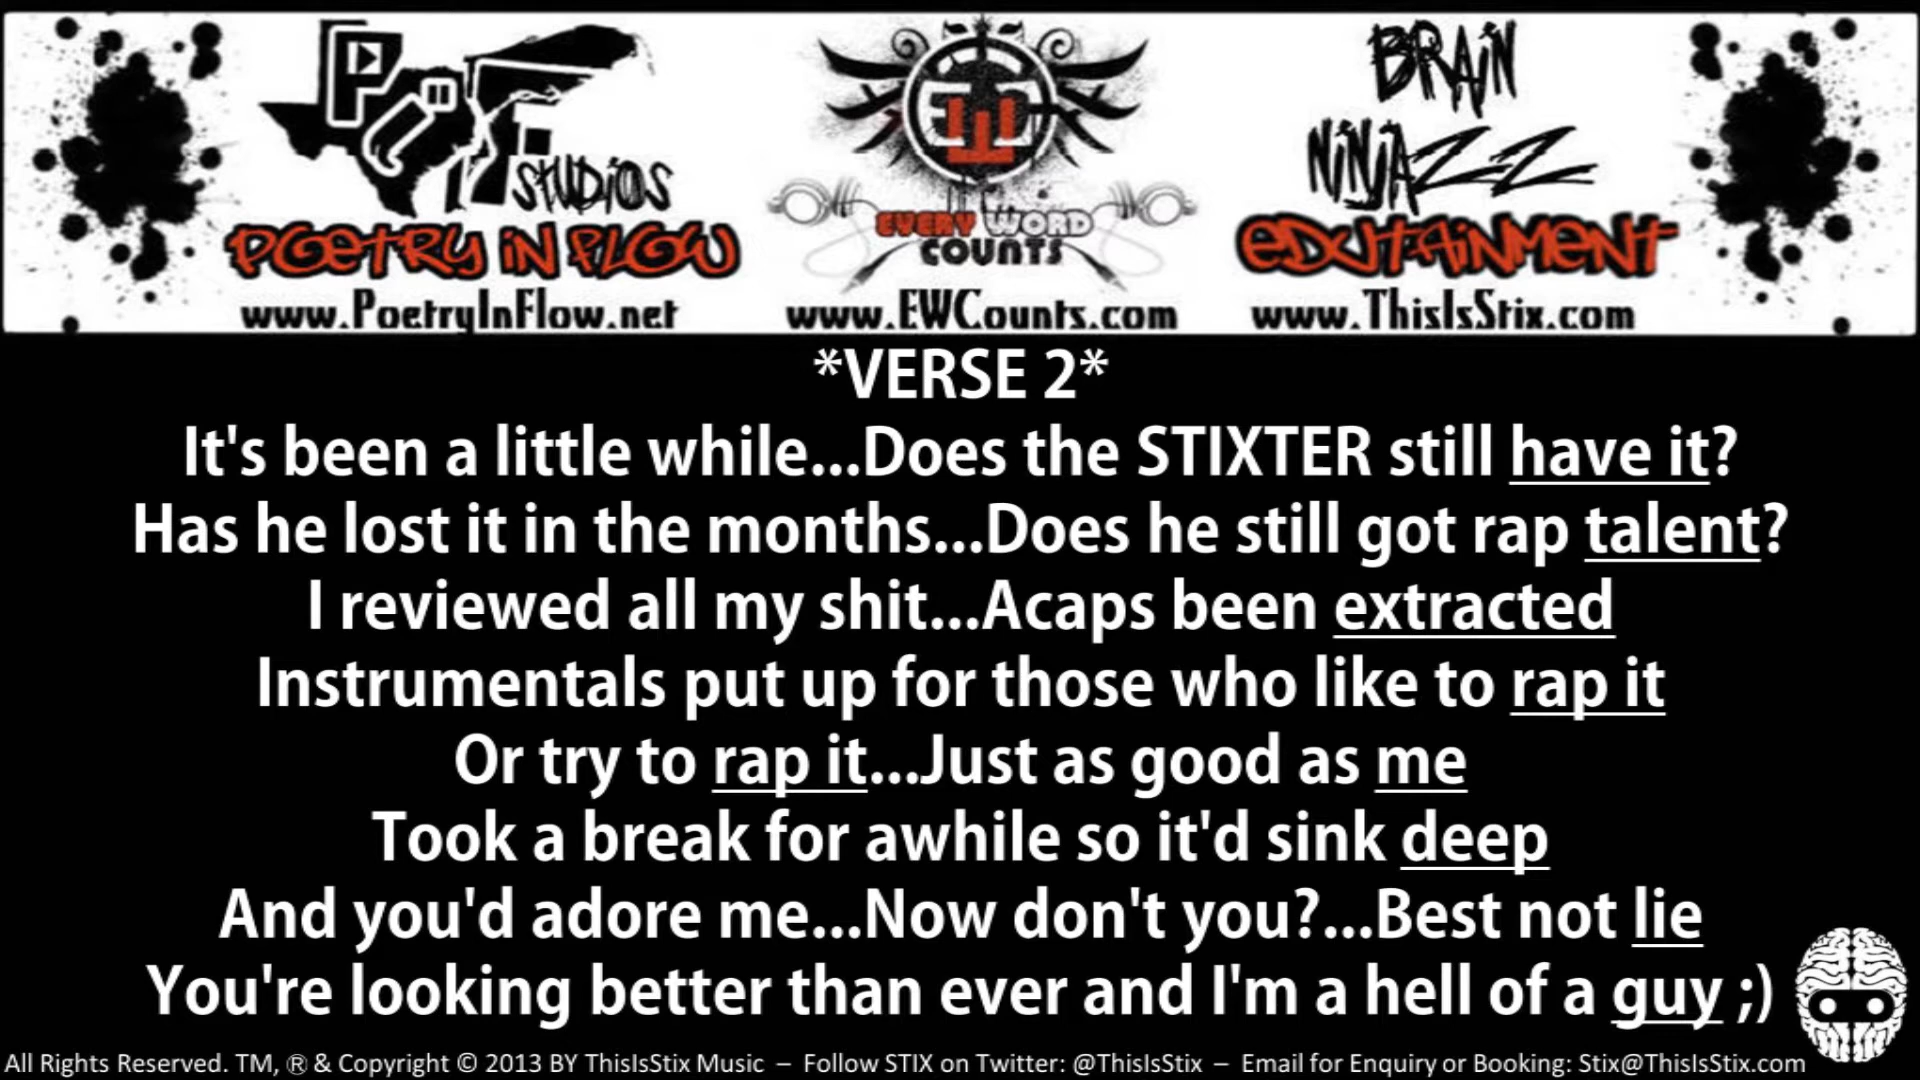 P
STUDIOS
POETRY IN FLOW
www.PoetryInFlow.net
EWC
EVERY WORD
COUNTS
www.EWCounts.com
BRAIN
NINJAZZ
EDUTAINMENT
www.ThisIsStix.com
*VERSE 2*
It's been a little while...Does the STIXTER still have it?
Has he lost it in the months...Does he still got rap talent?
I reviewed all my shit...Acaps been extracted
Instrumentals put up for those who like to rap it
Or try to rap it...Just as good as me
Took a break for awhile so it'd sink deep
And you'd adore me...Now don't you?...Best not lie
You're looking better than ever and I'm a hell of a guy ;)
All Rights Reserved. TM, ® & Copyright © 2013 BY ThisIsStix Music – Follow STIX on Twitter: @ThisIsStix – Email for Enquiry or Booking: Stix@ThisIsStix.com